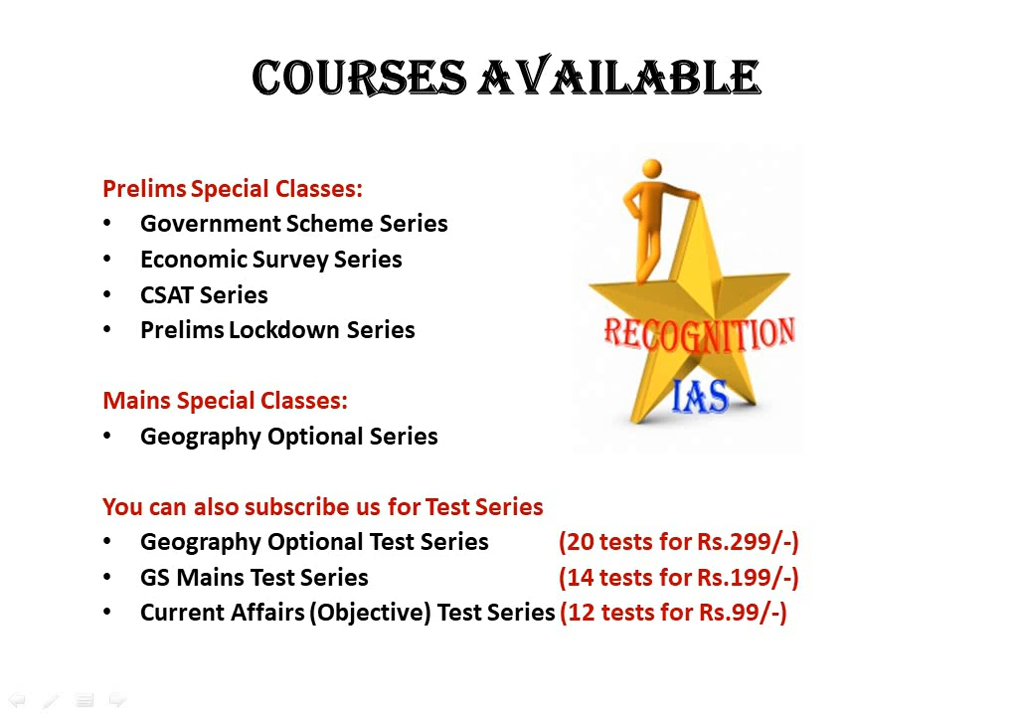 COURSES AVAILABLE
Prelims Special Classes:
• Government Scheme Series
• Economic Survey Series
• CSAT Series
• Prelims Lockdown Series
RECOGNITION
IAS
Mains Special Classes:
• Geography Optional Series
You can also subscribe us for Test Series
• Geography Optional Test Series (20 tests for Rs.299/-)
• GS Mains Test Series (14 tests for Rs.199/-)
• Current Affairs (Objective) Test Series (12 tests for Rs.99/-)